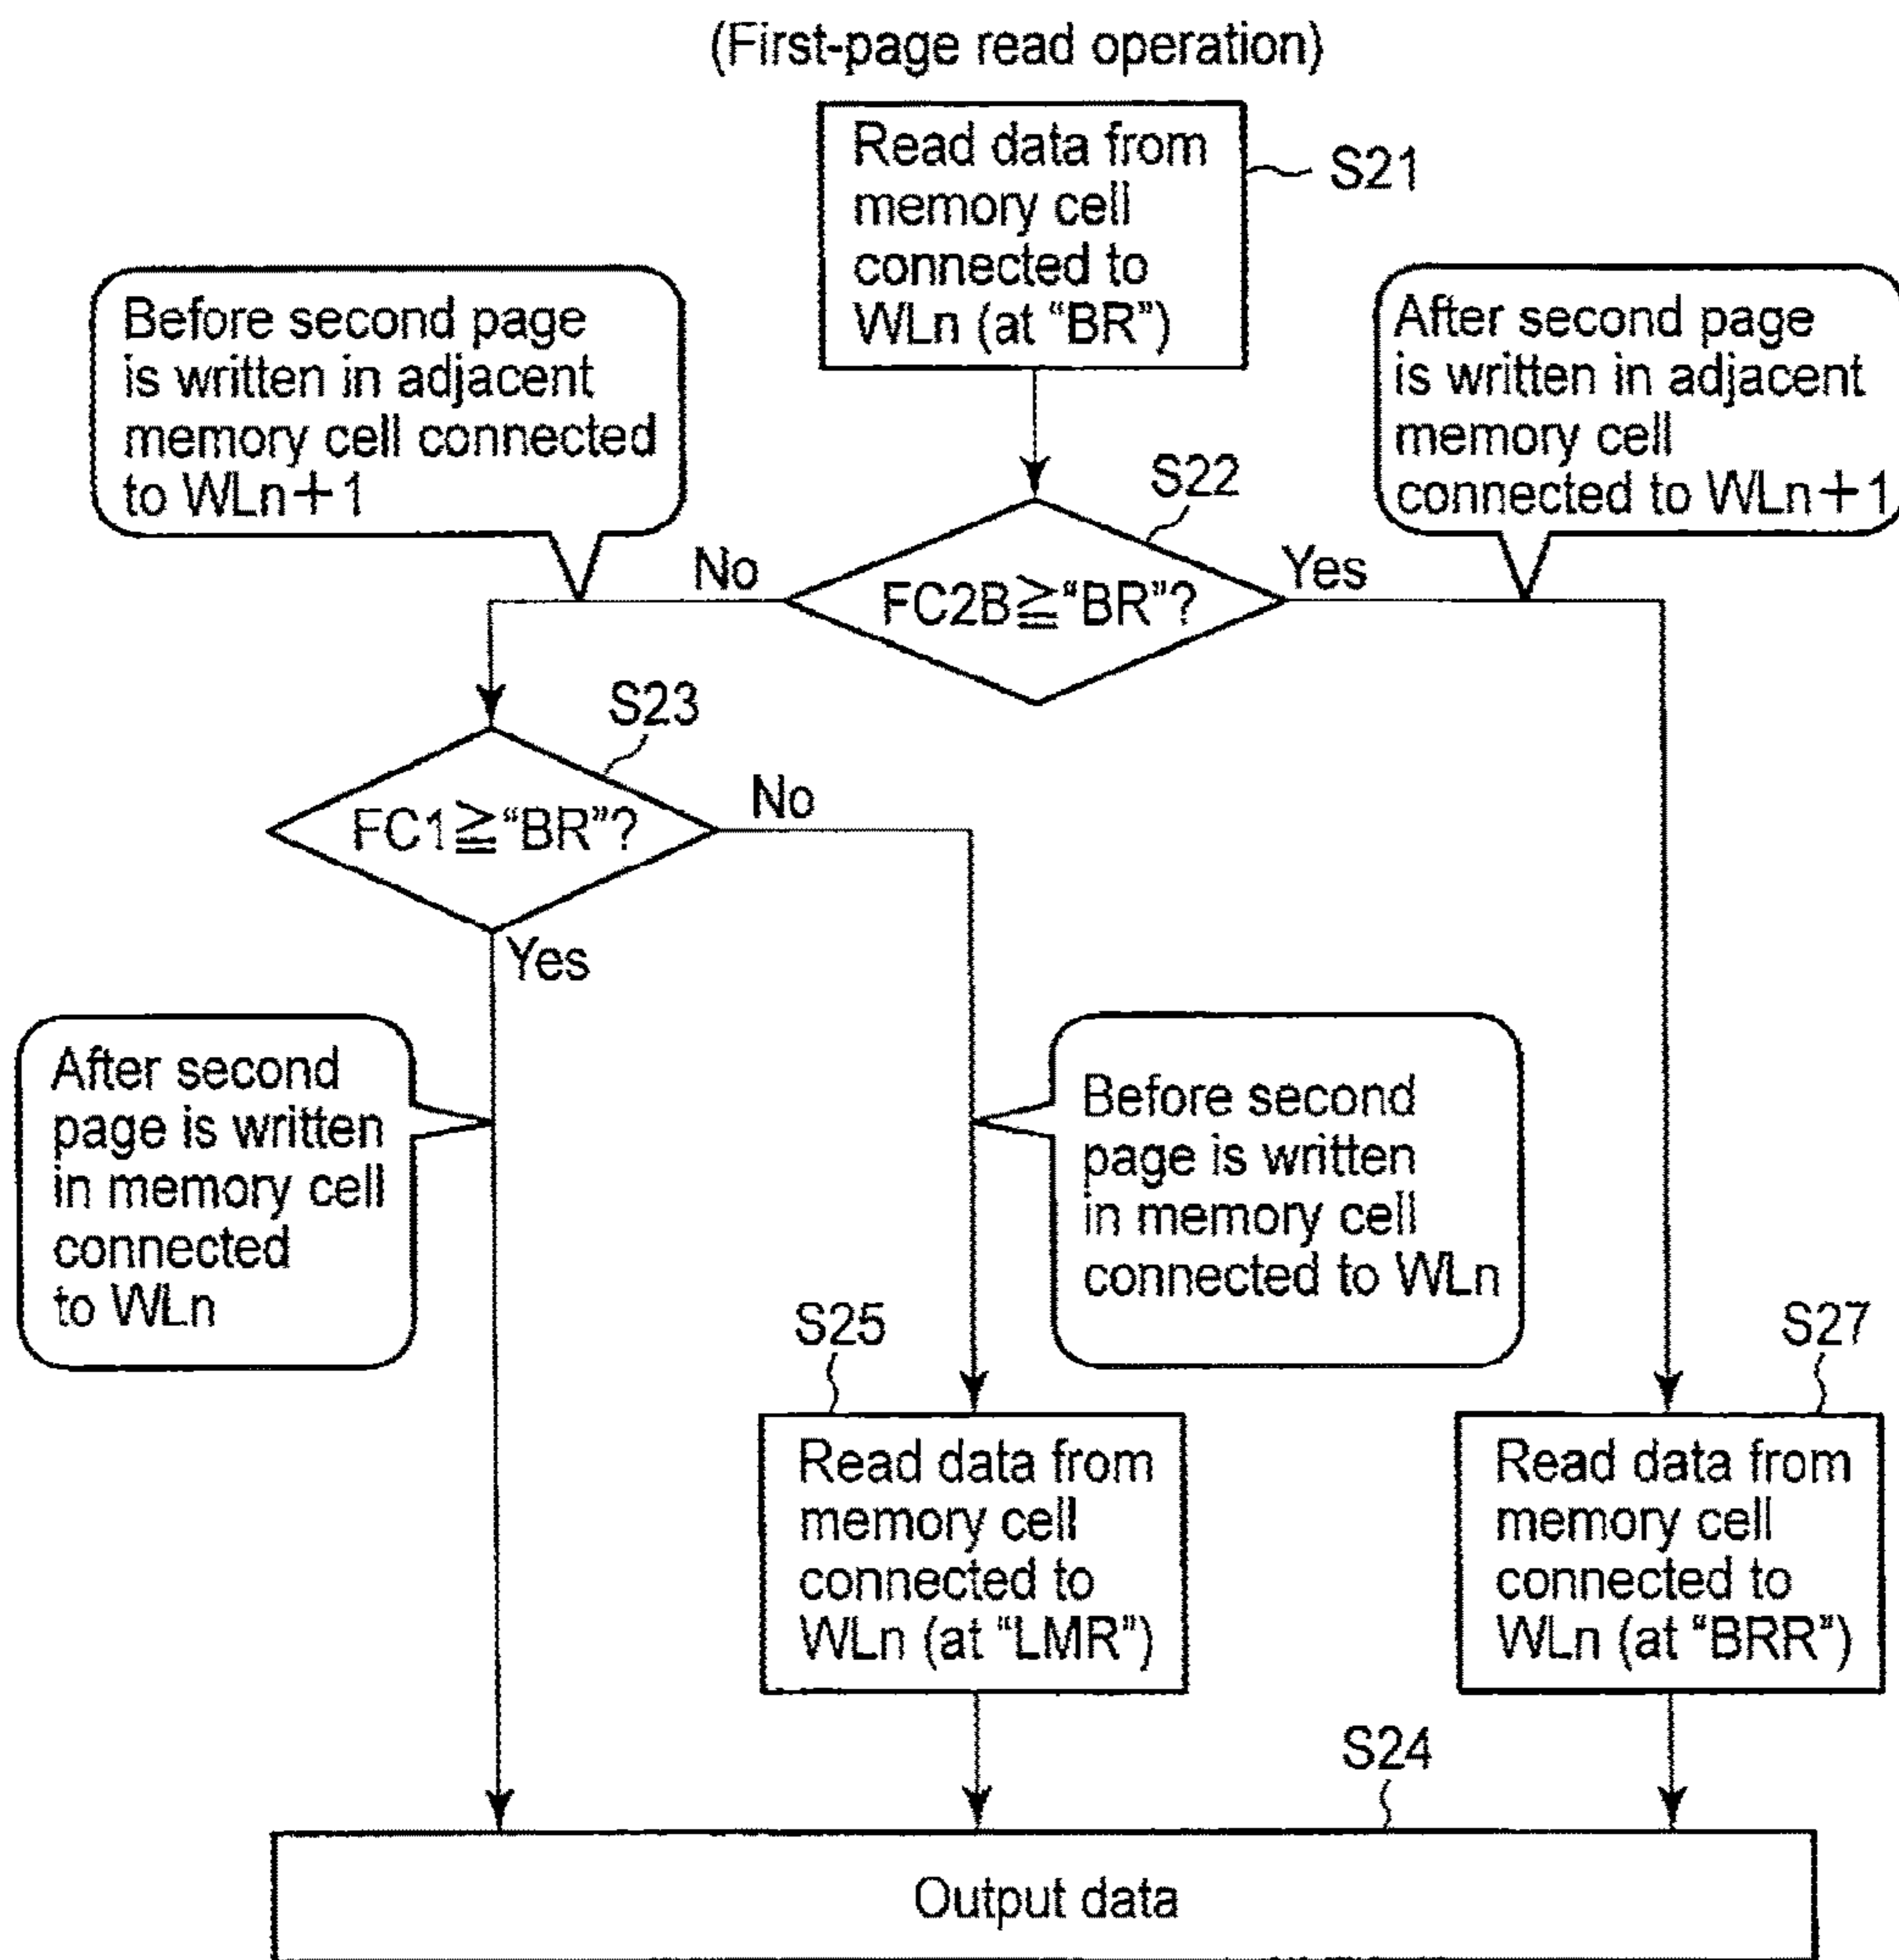 (First-page read operation)
Read data from
memory cell
connected to
WLn (at “BR”)
S21
Before second page
is written in adjacent
memory cell connected
to WLn+1
After second page
is written in adjacent
memory cell
connected to WLn+1
S22
No
FC2B≧“BR”?
Yes
S23
FC1≧“BR”?
No
Yes
After second
page is written
in memory cell
connected
to WLn
Before second
page is written
in memory cell
connected to WLn
S25
Read data from
memory cell
connected to
WLn (at “LMR”)
S27
Read data from
memory cell
connected to
WLn (at “BRR”)
S24
Output data